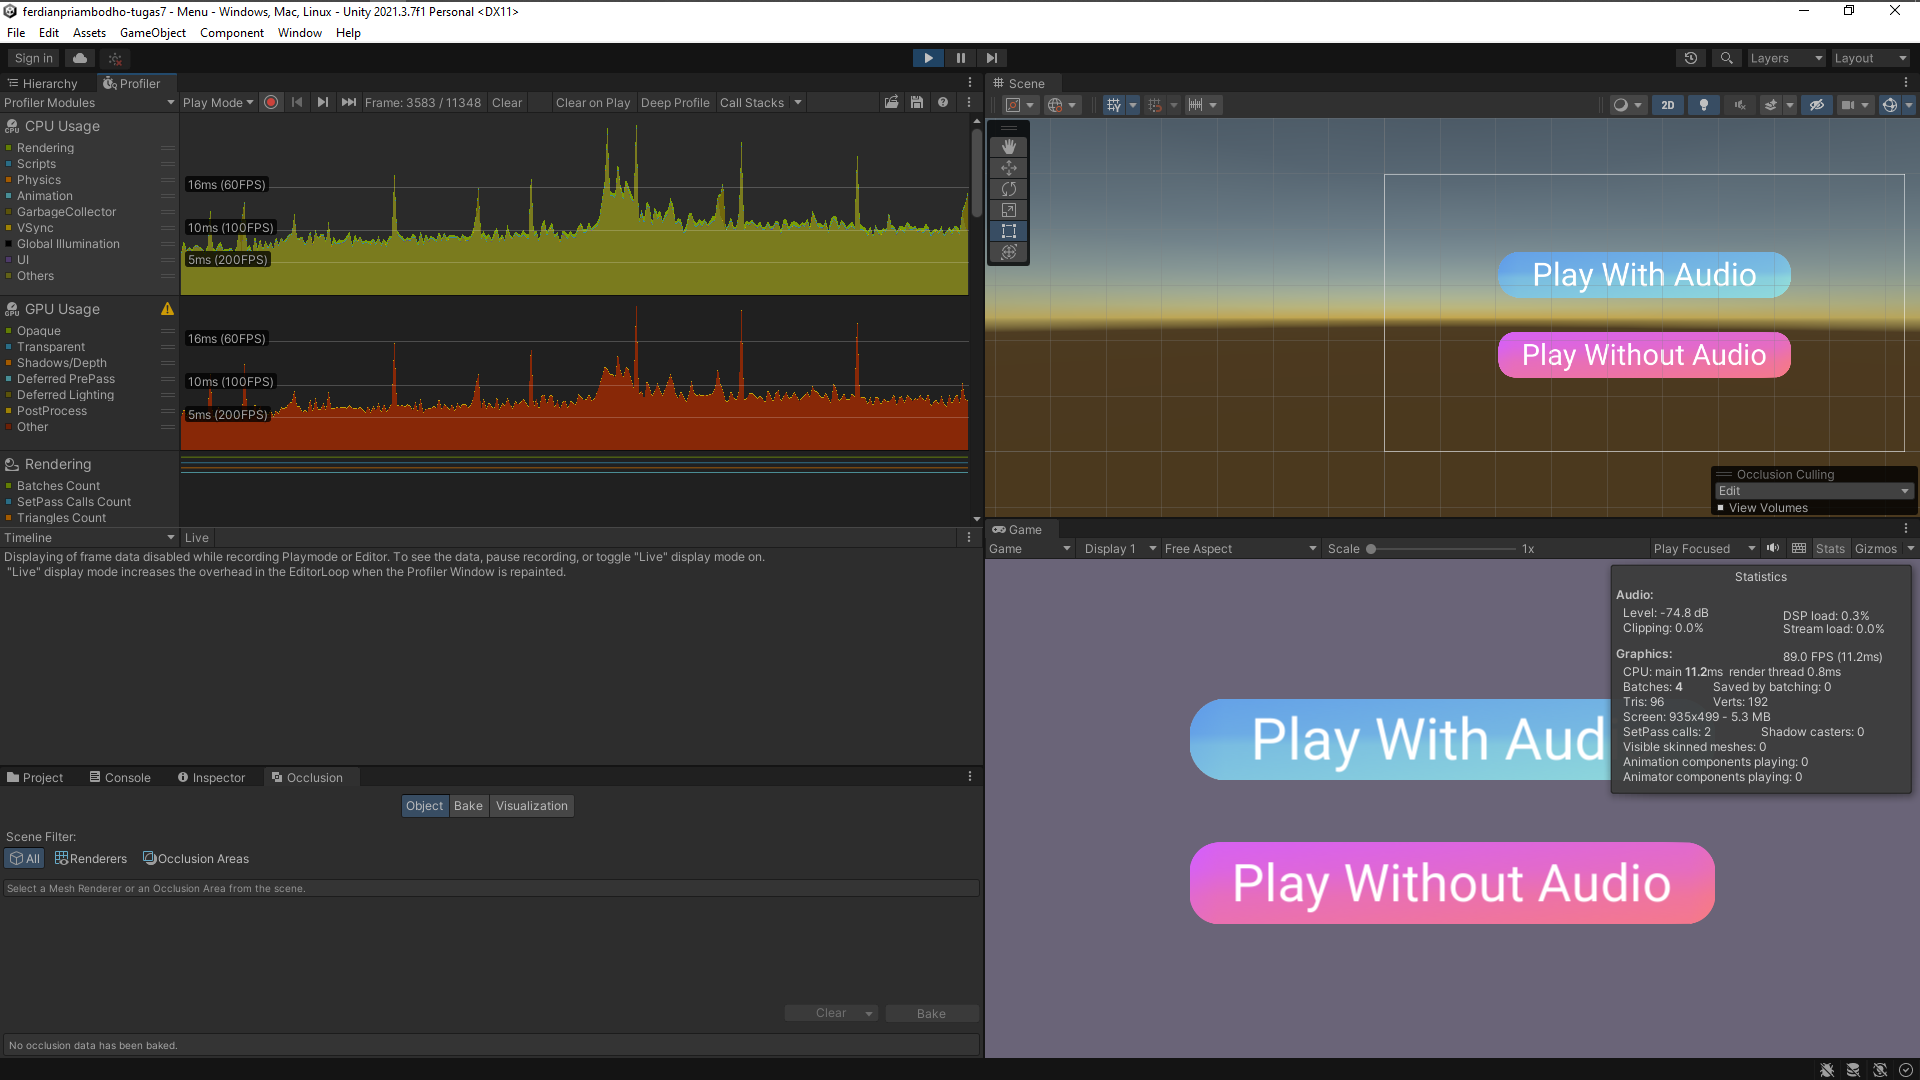 ferdianpriambodho-tugas7 - Menu - Windows, Mac, Linux - Unity 2021.3.7f1 Personal <DX11>
File Edit Assets GameObject Component Window Help
Sign in
Layers
Layout
Hierarchy
Profiler
Profiler Modules
Play Mode
Frame: 3583 / 11348
Clear
Clear on Play
Deep Profile
Call Stacks
CPU Usage
Rendering
Scripts
Physics
Animation
GarbageCollector
VSync
Global Illumination
UI
Others
16ms (60FPS)
10ms (100FPS)
5ms (200FPS)
GPU Usage
Opaque
Transparent
Shadows/Depth
Deferred PrePass
Deferred Lighting
PostProcess
Other
16ms (60FPS)
10ms (100FPS)
5ms (200FPS)
Rendering
Batches Count
SetPass Calls Count
Triangles Count
Timeline
Live
Displaying of frame data disabled while recording Playmode or Editor. To see the data, pause recording, or toggle "Live" display mode on.
"Live" display mode increases the overhead in the EditorLoop when the Profiler Window is repainted.
Project
Console
Inspector
Occlusion
Object
Bake
Visualization
Scene Filter:
All
Renderers
Occlusion Areas
Select a Mesh Renderer or an Occlusion Area from the scene.
Clear
Bake
No occlusion data has been baked.
Scene
2D
Play With Audio
Play Without Audio
Occlusion Culling
Edit
View Volumes
Game
Game
Display 1
Free Aspect
Scale
1x
Play Focused
Stats
Gizmos
Statistics
Audio:
Level: -74.8 dB
DSP load: 0.3%
Clipping: 0.0%
Stream load: 0.0%
Graphics:
89.0 FPS (11.2ms)
CPU: main 11.2ms render thread 0.8ms
Batches: 4
Saved by batching: 0
Tris: 96
Verts: 192
Screen: 935x499 - 5.3 MB
SetPass calls: 2
Shadow casters: 0
Visible skinned meshes: 0
Animation components playing: 0
Animator components playing: 0
Play With Aud
Play Without Audio